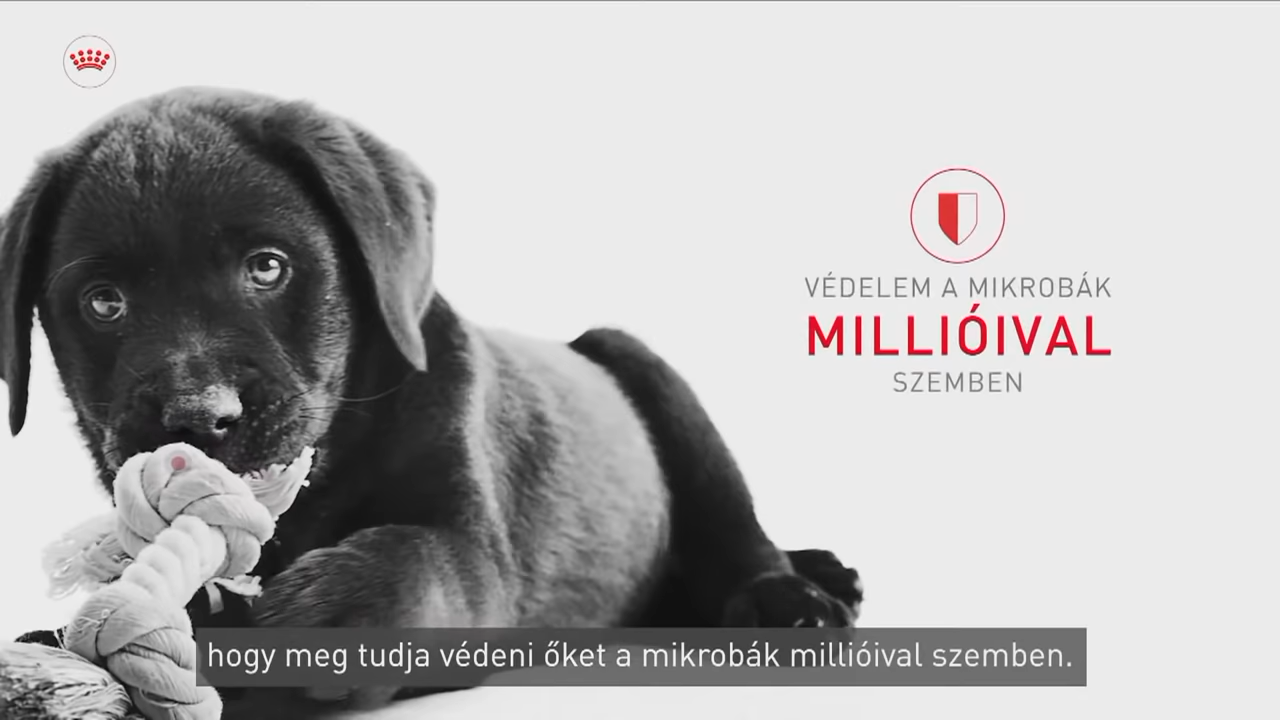 VÉDELEM A MIKROBÁK
MILLIÓIVAL
SZEMBEN
hogy meg tudja védeni őket a mikrobák millióival szemben.